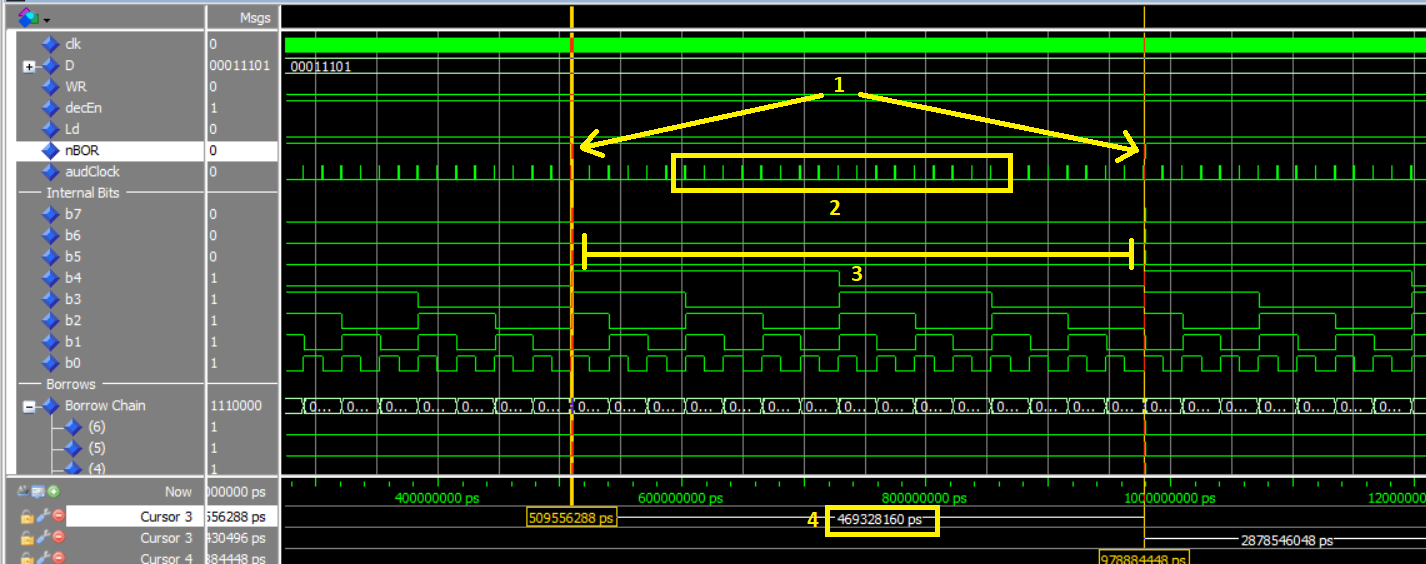 Msgs
clk 0
D 00011101 00011101
WR 0
decEn 1
Ld 0
nBOR 0
audClock 0
Internal Bits
b7 0
b6 0
b5 0
b4 1
b3 1
b2 1
b1 1
b0 1
Borrows
Borrow Chain 1110000 0... 0... 0... 0... 0... 0... 0... 0... 0... 0... 0... 0... 0... 0... 0... 0... 0... 0... 0... 0... 0... 0... 0... 0... 0... 0... 0... 0... 0...
(6) 1
(5) 1
(4) 1
1
2
3
Now 000000 ps 400000000 ps 600000000 ps 800000000 ps 1000000000 ps 12000000
Cursor 3 556288 ps 509556288 ps 4 469328160 ps
Cursor 3 430496 ps 2878546048 ps
Cursor 4 884448 ps 978884448 ps